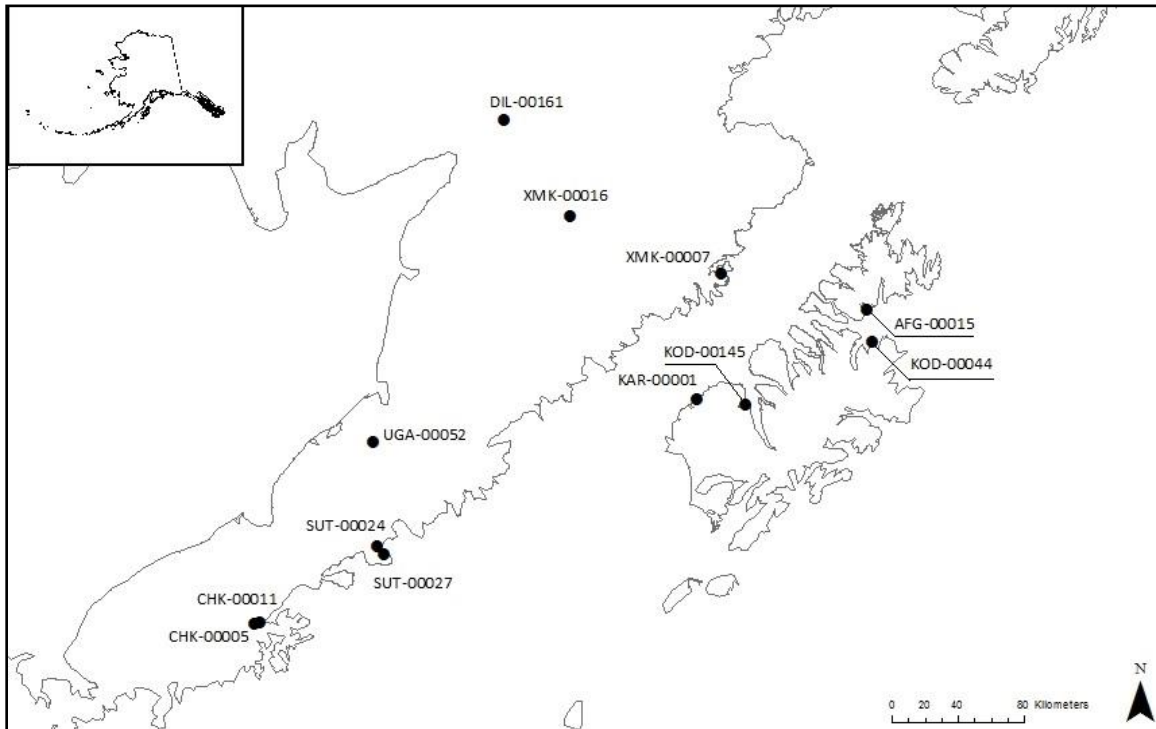 DIL-00161
XMK-00016
XMK-00007
AFG-00015
KOD-00145
KOD-00044
KAR-00001
UGA-00052
SUT-00024
SUT-00027
CHK-00011
CHK-00005
N
0 20 40 80 Kilometers